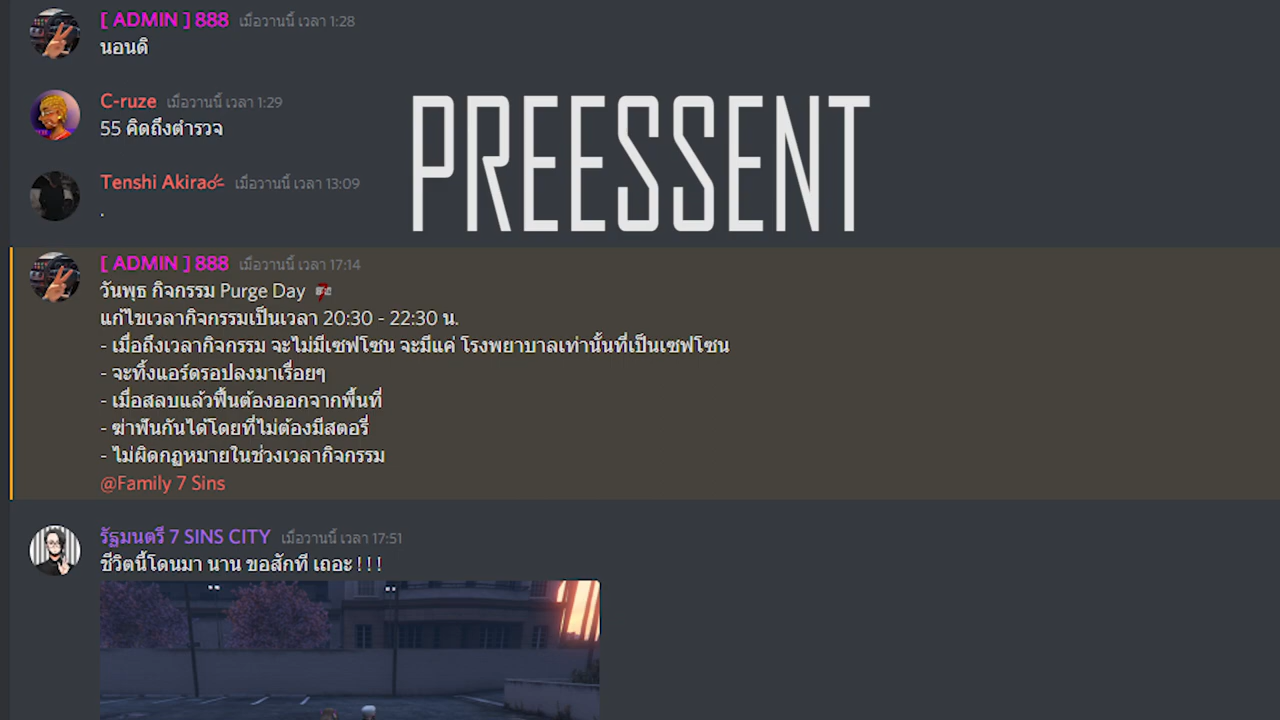 [ ADMIN ] 888 เมื่อวานนี้ เวลา 1:28
นอนดิ
C-ruze เมื่อวานนี้ เวลา 1:29
55 คิดถึงตำรวจ
PREESSENT
Tenshi Akira เมื่อวานนี้ เวลา 13:09
.
[ ADMIN ] 888 เมื่อวานนี้ เวลา 17:14
วันพุธ กิจกรรม Purge Day
แก้ไขเวลากิจกรรมเป็นเวลา 20:30 - 22:30 น.
- เมื่อถึงเวลากิจกรรม จะไม่มีเซฟโซน จะมีแค่ โรงพยาบาลเท่านั้นที่เป็นเซฟโซน
- จะทิ้งแอร์ดรอปลงมาเรื่อยๆ
- เมื่อสลบแล้วฟื้นต้องออกจากพื้นที่
- ฆ่าฟันกันได้โดยที่ไม่ต้องมีสตอรี่
- ไม่ผิดกฏหมายในช่วงเวลากิจกรรม
@Family 7 Sins
รัฐมนตรี 7 SINS CITY เมื่อวานนี้ เวลา 17:51
ชีวิตนี้โดนมา นาน ขอสักที เถอะ ! ! !